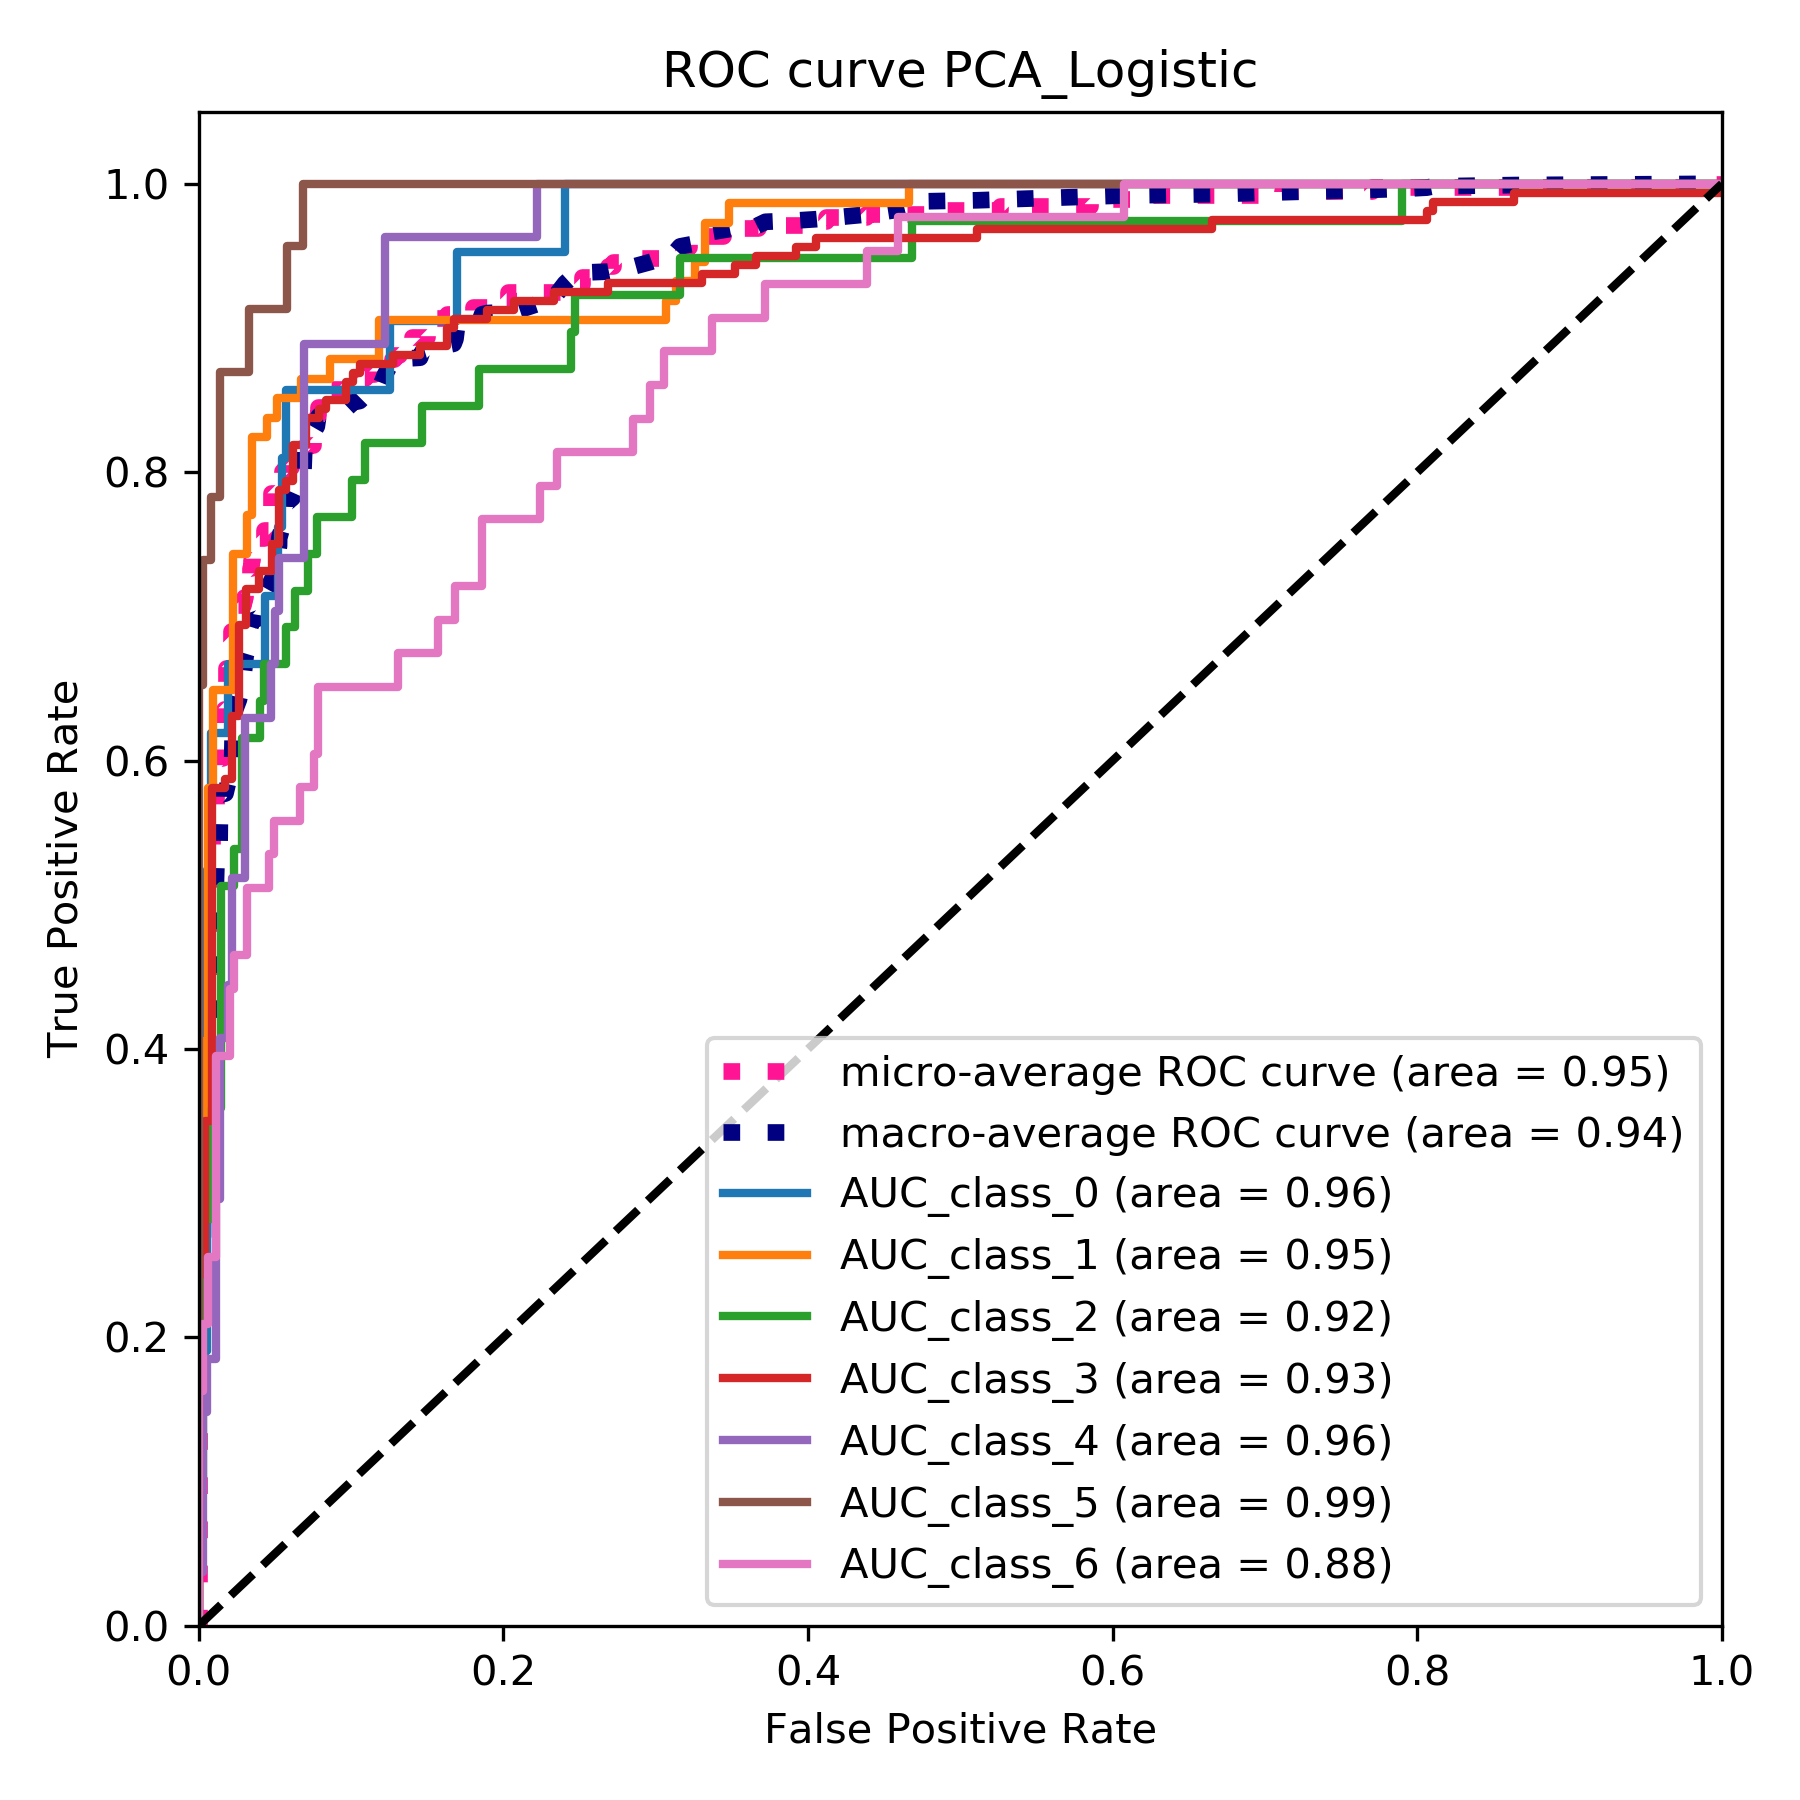 ROC curve PCA_Logistic
True Positive Rate
1.0
0.8
0.6
0.4
0.2
0.0
micro-average ROC curve (area = 0.95)
macro-average ROC curve (area = 0.94)
AUC_class_0 (area = 0.96)
AUC_class_1 (area = 0.95)
AUC_class_2 (area = 0.92)
AUC_class_3 (area = 0.93)
AUC_class_4 (area = 0.96)
AUC_class_5 (area = 0.99)
AUC_class_6 (area = 0.88)
0.0 0.2 0.4 0.6 0.8 1.0
False Positive Rate